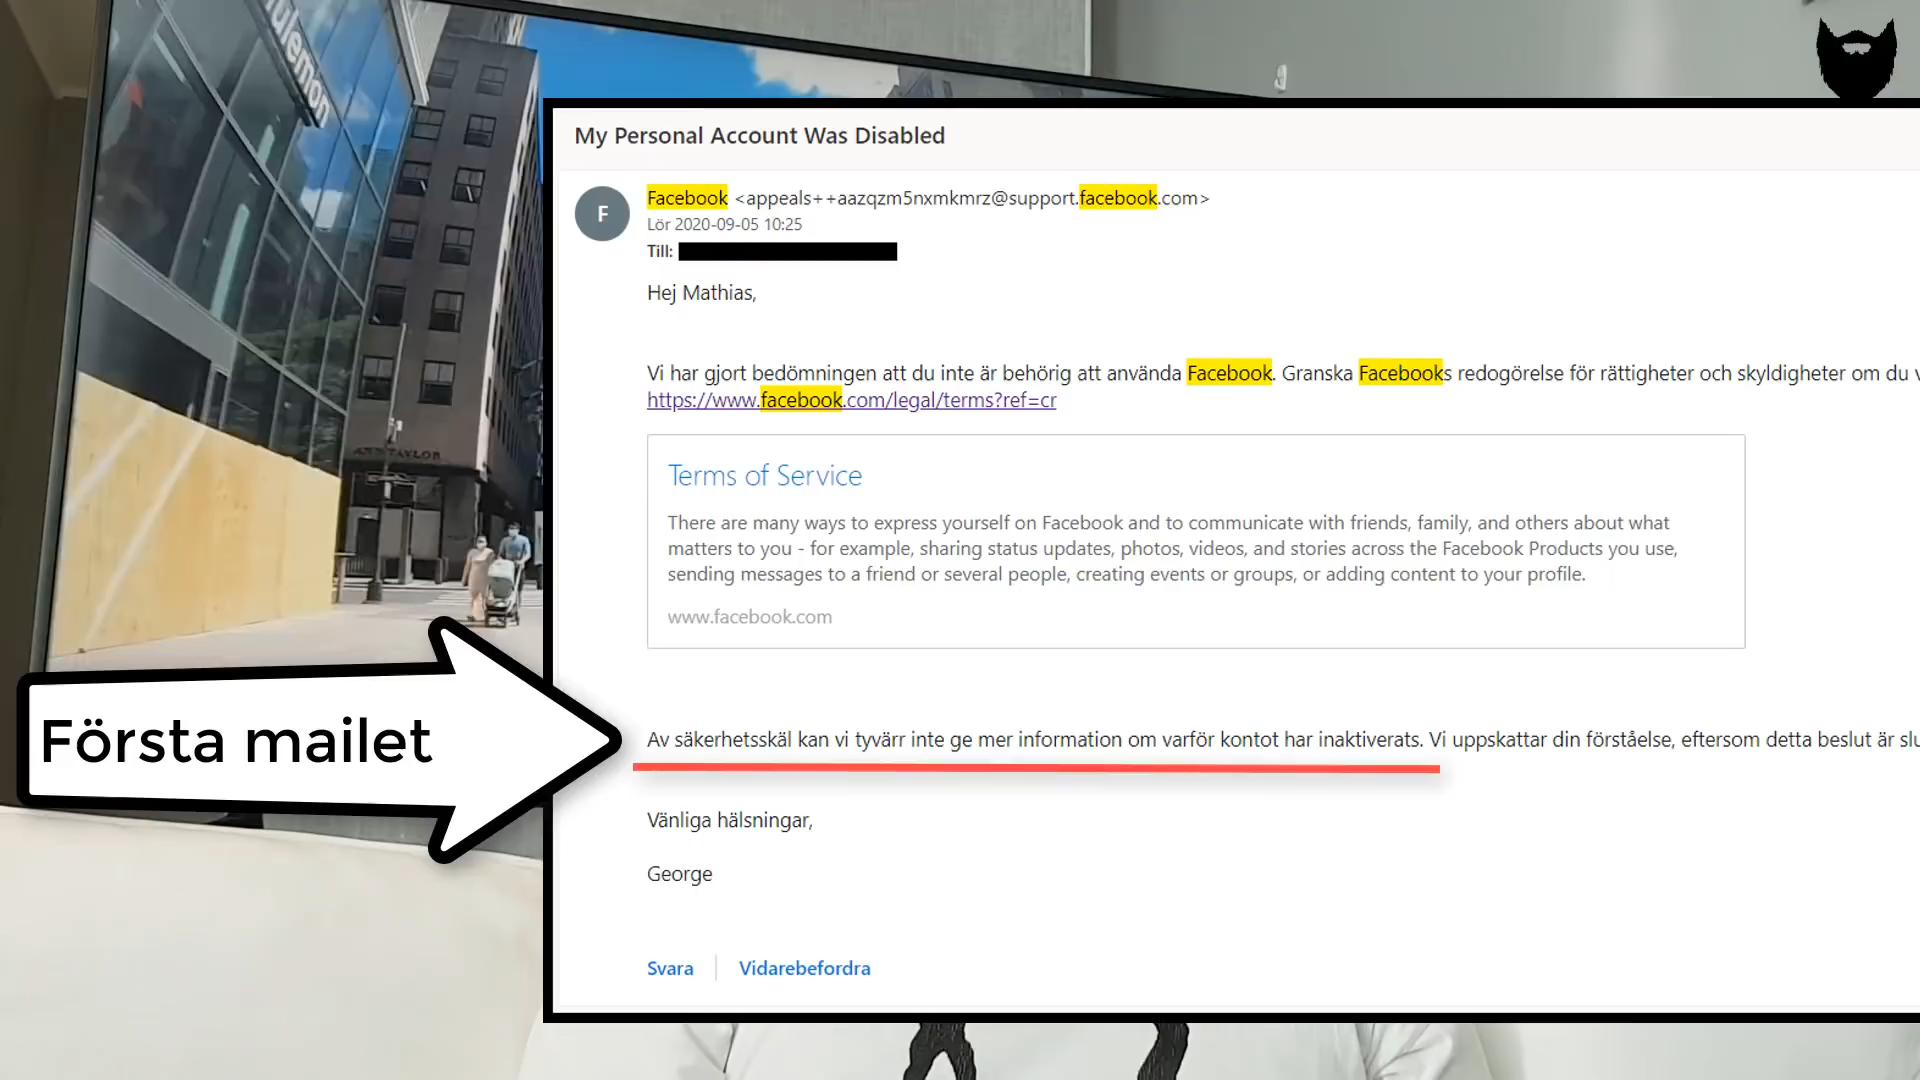 lulemon
ANN TAYLOR
My Personal Account Was Disabled
F
Facebook <appeals++aazqzm5nxmkmrz@support.facebook.com>
Lör 2020-09-05 10:25
Till:
Hej Mathias,
Vi har gjort bedömningen att du inte är behörig att använda Facebook. Granska Facebooks redogörelse för rättigheter och skyldigheter om du v
https://www.facebook.com/legal/terms?ref=cr
Terms of Service
There are many ways to express yourself on Facebook and to communicate with friends, family, and others about what
matters to you - for example, sharing status updates, photos, videos, and stories across the Facebook Products you use,
sending messages to a friend or several people, creating events or groups, or adding content to your profile.
www.facebook.com
Första mailet
Av säkerhetsskäl kan vi tyvärr inte ge mer information om varför kontot har inaktiverats. Vi uppskattar din förståelse, eftersom detta beslut är slu
Vänliga hälsningar,
George
Svara
Vidarebefordra